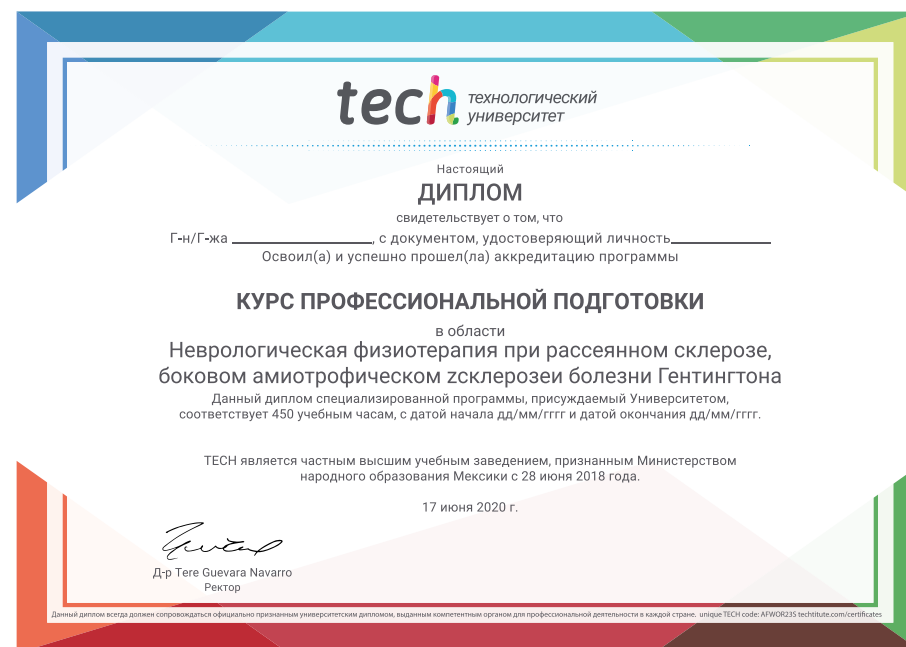 tech технологический
университет
Настоящий
ДИПЛОМ
свидетельствует о том, что
Г-н/Г-жа ________________, с документом, удостоверяющий личность____________
Освоил(а) и успешно прошел(ла) аккредитацию программы
КУРС ПРОФЕССИОНАЛЬНОЙ ПОДГОТОВКИ
в области
Неврологическая физиотерапия при рассеянном склерозе,
боковом амиотрофическом zсклерозеи болезни Гентингтона
Данный диплом специализированной программы, присуждаемый Университетом,
соответствует 450 учебным часам, с датой начала дд/мм/гггг и датой окончания дд/мм/гггг.
TECH является частным высшим учебным заведением, признанным Министерством
народного образования Мексики с 28 июня 2018 года.
17 июня 2020 г.
Д-р Tere Guevara Navarro
Ректор
Данный диплом всегда должен сопровождаться официально признанным университетским дипломом, выданным компетентным органом для профессиональной деятельности в каждой стране. unique TECH code: AFWOR23S techtitute.com/certificates